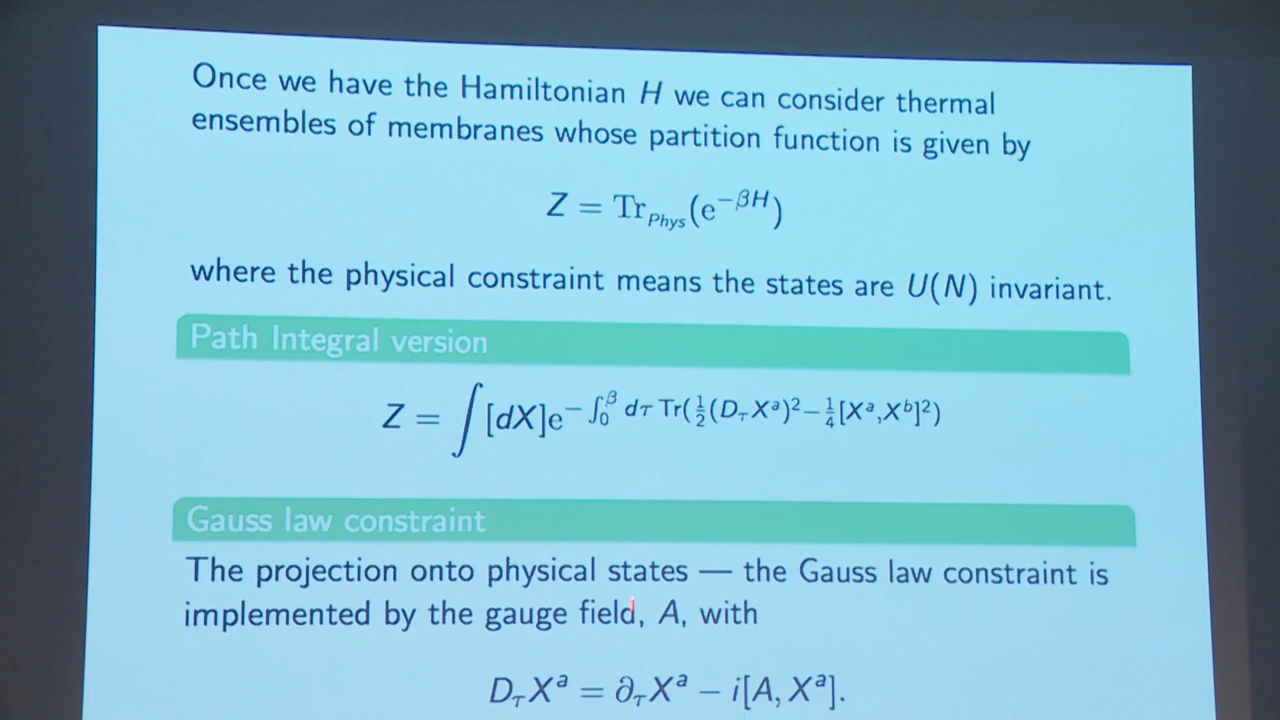 Once we have the Hamiltonian H we can consider thermal
ensembles of membranes whose partition function is given by
Z = Tr_Phys(e^{−βH})
where the physical constraint means the states are U(N) invariant.
Path Integral version
Z = ∫[dX]e^{−∫_0^β dτ Tr(½(D_τX^a)^2−¼[X^a,X^b]^2)}
Gauss law constraint
The projection onto physical states — the Gauss law constraint is
implemented by the gauge field, A, with
D_τX^a = ∂_τX^a − i[A, X^a].